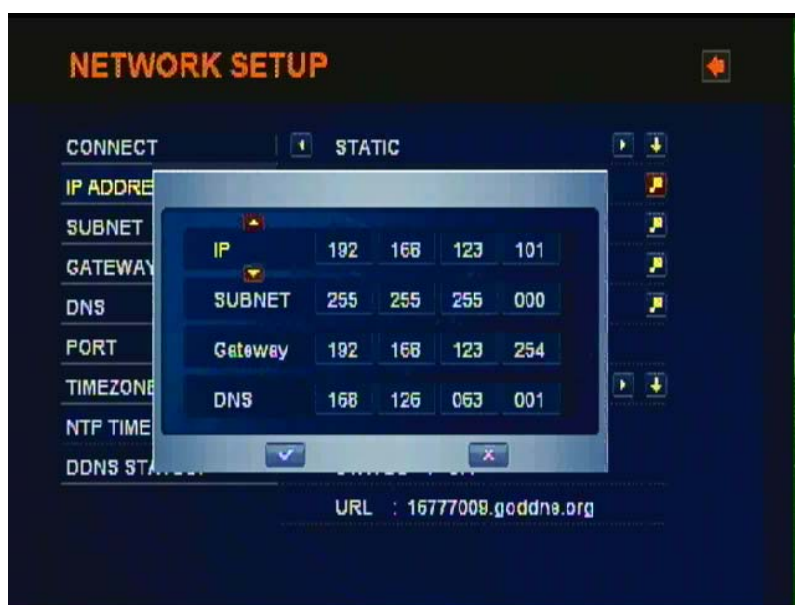 NETWORK SETUP
CONNECT STATIC
IP ADDRE
SUBNET
GATEWAY
DNS
PORT
TIMEZONE
NTP TIME
DDNS
IP 192 168 123 101
SUBNET 255 255 255 000
Gateway 192 168 123 254
DNS 168 126 063 001
URL : 16777009.goddns.org